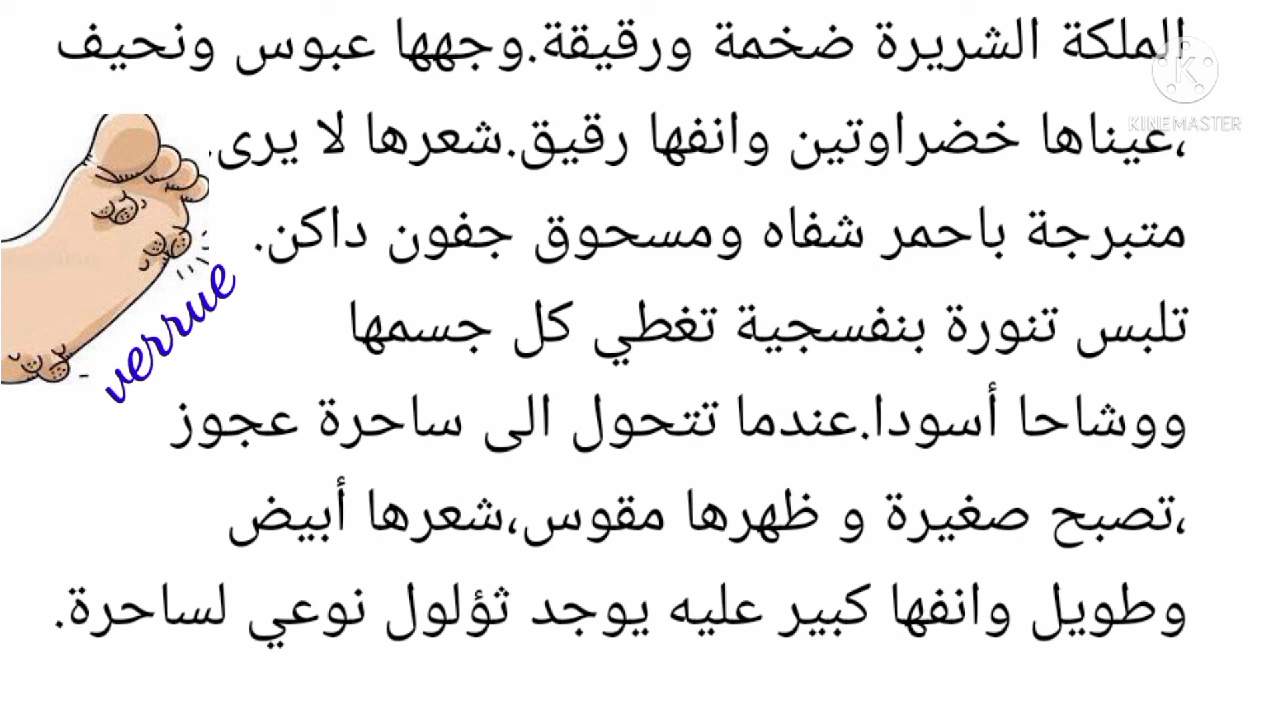 الملكة الشريرة ضخمة ورقيقة.وجهها عبوس ونحيف
،عيناها خضراوتين وانفها رقيق.شعرها لا يرى.
متبرجة باحمر شفاه ومسحوق جفون داكن.
تلبس تنورة بنفسجية تغطي كل جسمها
ووشاحا أسودا.عندما تتحول الى ساحرة عجوز
،تصبح صغيرة و ظهرها مقوس،شعرها أبيض
وطويل وانفها كبير عليه يوجد ثؤلول نوعي لساحرة.
verrue
K
KINEMASTER